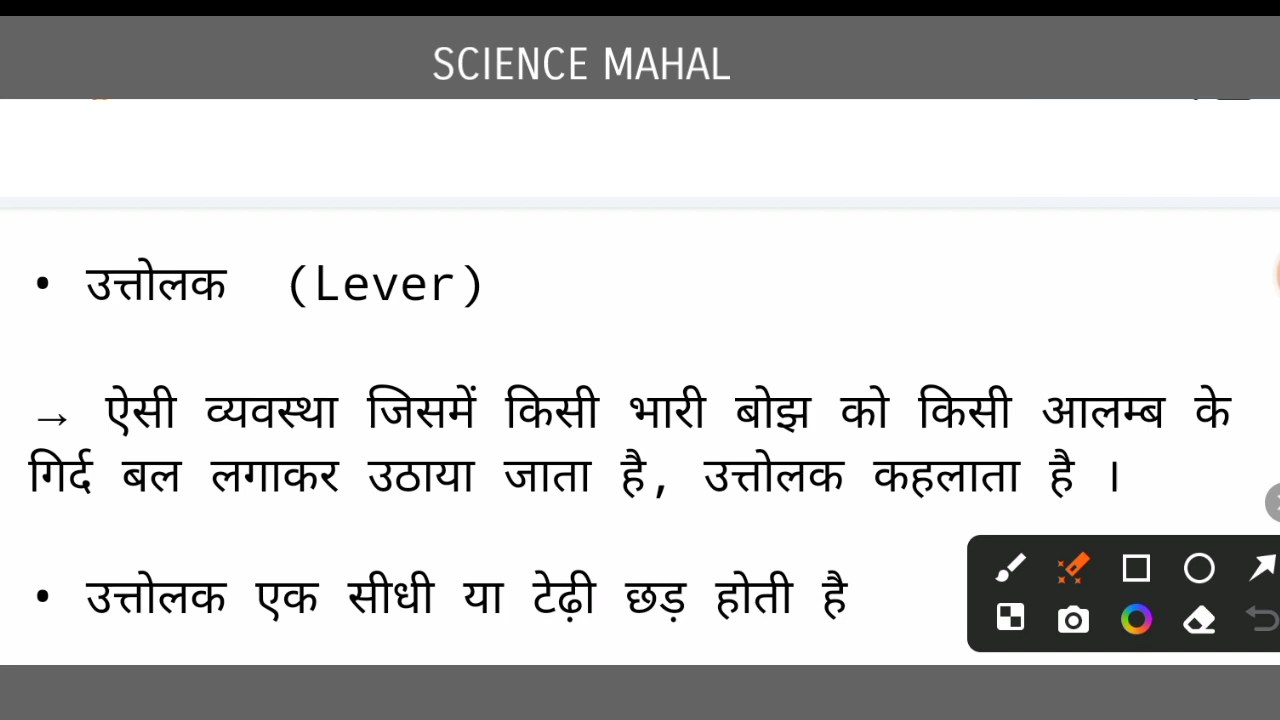 SCIENCE MAHAL
• उत्तोलक (Lever)
→ ऐसी व्यवस्था जिसमें किसी भारी बोझ को किसी आलम्ब के
गिर्द बल लगाकर उठाया जाता है, उत्तोलक कहलाता है ।
• उत्तोलक एक सीधी या टेढ़ी छड़ होती है